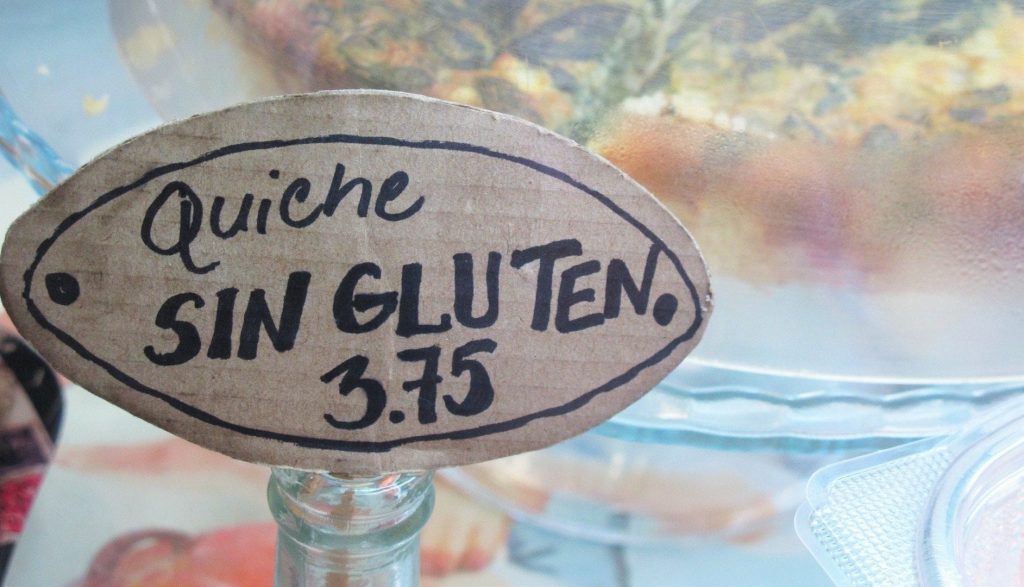 Quiche
SIN GLUTEN.
3.75